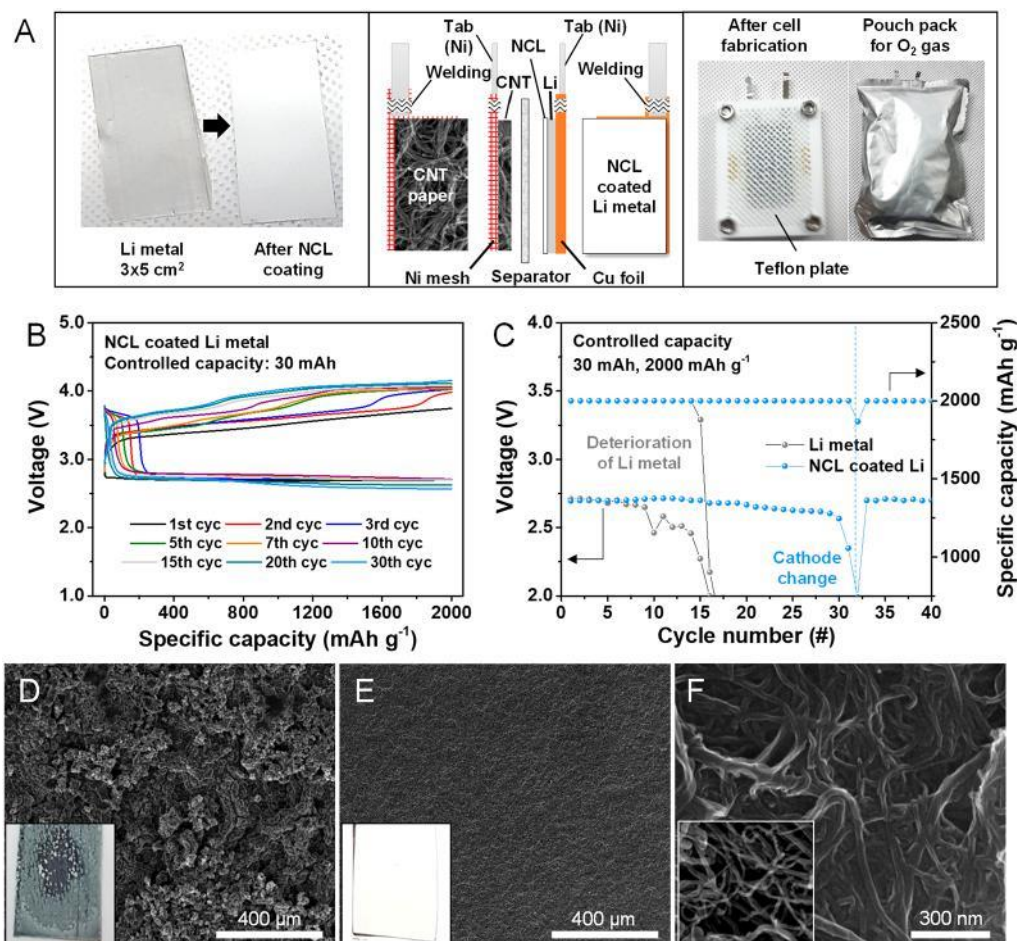 A
Li metal
3x5 cm²
After NCL
coating
Tab
(Ni)
NCL
Tab (Ni)
Welding
CNT
Li
Welding
CNT
paper
NCL
coated
Li metal
Ni mesh
Separator
Cu foil
After cell
fabrication
Pouch pack
for O₂ gas
Teflon plate
B
NCL coated Li metal
Controlled capacity: 30 mAh
Voltage (V)
5.0
4.0
3.0
2.0
1.0
1st cyc
2nd cyc
3rd cyc
5th cyc
7th cyc
10th cyc
15th cyc
20th cyc
30th cyc
0
400
800
1200
1600
2000
Specific capacity (mAh g⁻¹)
C
Controlled capacity
30 mAh, 2000 mAh g⁻¹
Voltage (V)
4.0
3.5
3.0
2.5
2.0
Deterioration
of Li metal
Li metal
NCL coated Li
Cathode
change
0
5
10
15
20
25
30
35
40
Cycle number (#)
2500
2000
1500
1000
Specific capacity (mAh g⁻¹)
D
400 μm
E
400 μm
F
300 nm